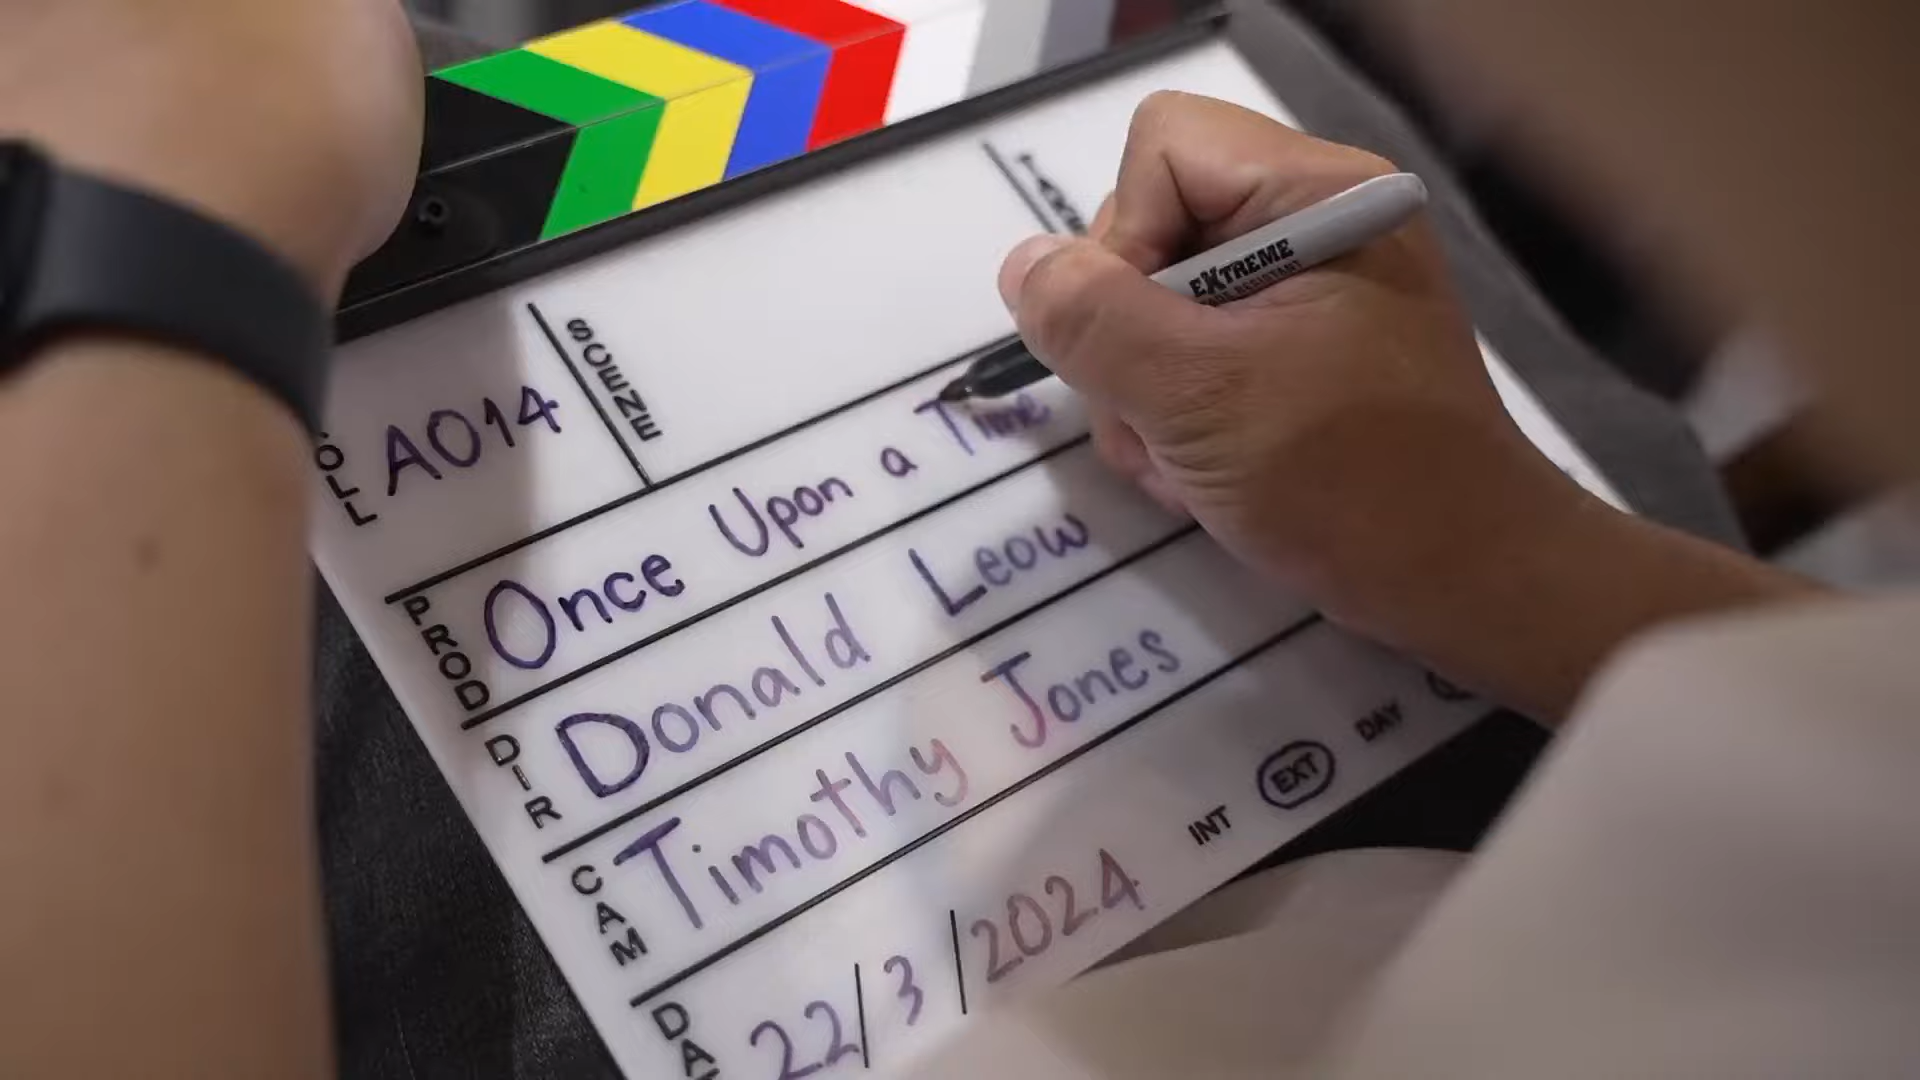 TAKE
SCENE
OLL A014
PROD Once Upon a Time
DIR Donald Leow
CAM Timothy Jones
22/3/2024
INT EXT DAY
EXTREME